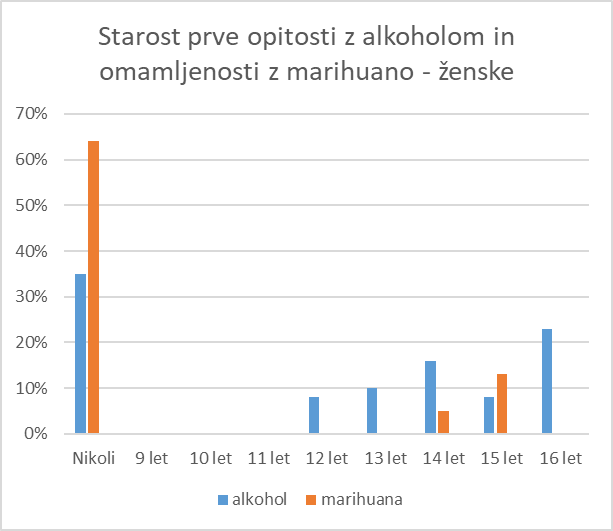 Starost prve opitosti z alkoholom in
omamljenosti z marihuano - ženske
70%
60%
50%
40%
30%
20%
10%
0%
Nikoli 9 let 10 let 11 let 12 let 13 let 14 let 15 let 16 let
alkohol marihuana